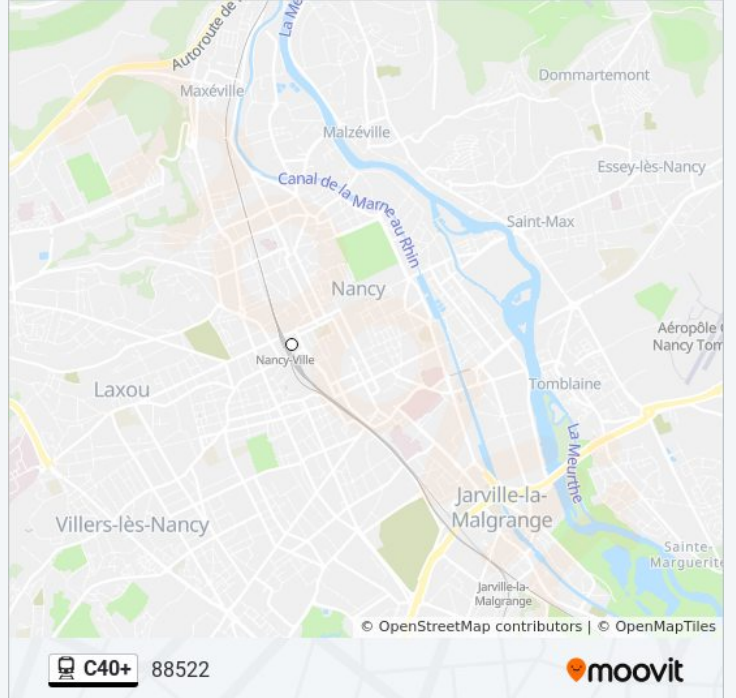 La Me
Autoroute de
Maxéville
Dommartemont
Malzéville
Essey-lès-Nancy
Canal de la Marne au Rhin
Saint-Max
Nancy
Aéropôle
Nancy Tom
Nancy-Ville
Laxou
Tomblaine
La Meurthe
Jarville-la-
Malgrange
Villers-lès-Nancy
Sainte-
Marguerite
Jarville-la-
Malgrange
© OpenStreetMap contributors | © OpenMapTiles
C40+ 88522 moovit